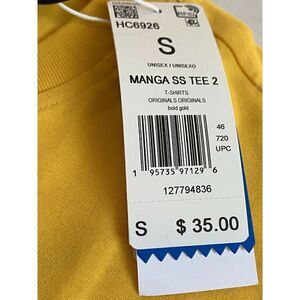 RFID
HC6926
S
UNISEX / UNISEXO
MANGA SS TEE 2
T-SHIRTS
ORIGINALS ORIGINALS
bold gold
46
720
UPC
1 95735 97129 6
127794836
S $ 35.00